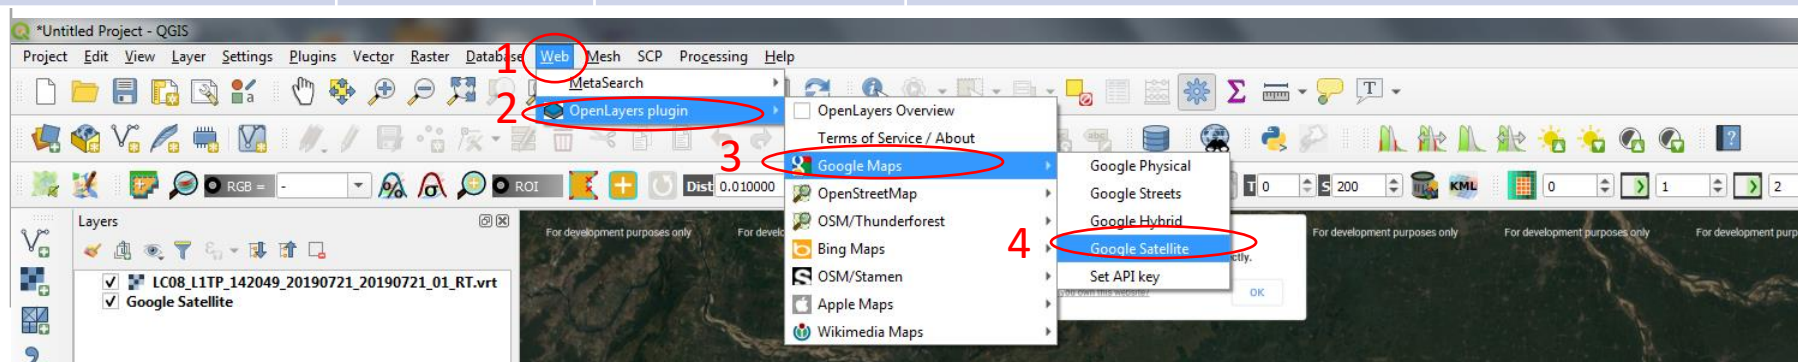 *Untitled Project - QGIS
Project Edit View Layer Settings Plugins Vector Raster Database Web Mesh SCP Processing Help
1
MetaSearch
2
OpenLayers plugin
OpenLayers Overview
Terms of Service / About
3
Google Maps
Google Physical
RGB = -
ROI
Dist 0.010000
T 0
S 200
KML
0
1
2
OpenStreetMap
Google Streets
Layers
OSM/Thunderforest
Google Hybrid
For development purposes only
For develo
For development purposes only
For development purposes only
For development purp
4
Bing Maps
Google Satellite
ctly.
LC08_L1TP_142049_20190721_20190721_01_RT.vrt
OSM/Stamen
Set API key
OK
Google Satellite
Apple Maps
Wikimedia Maps